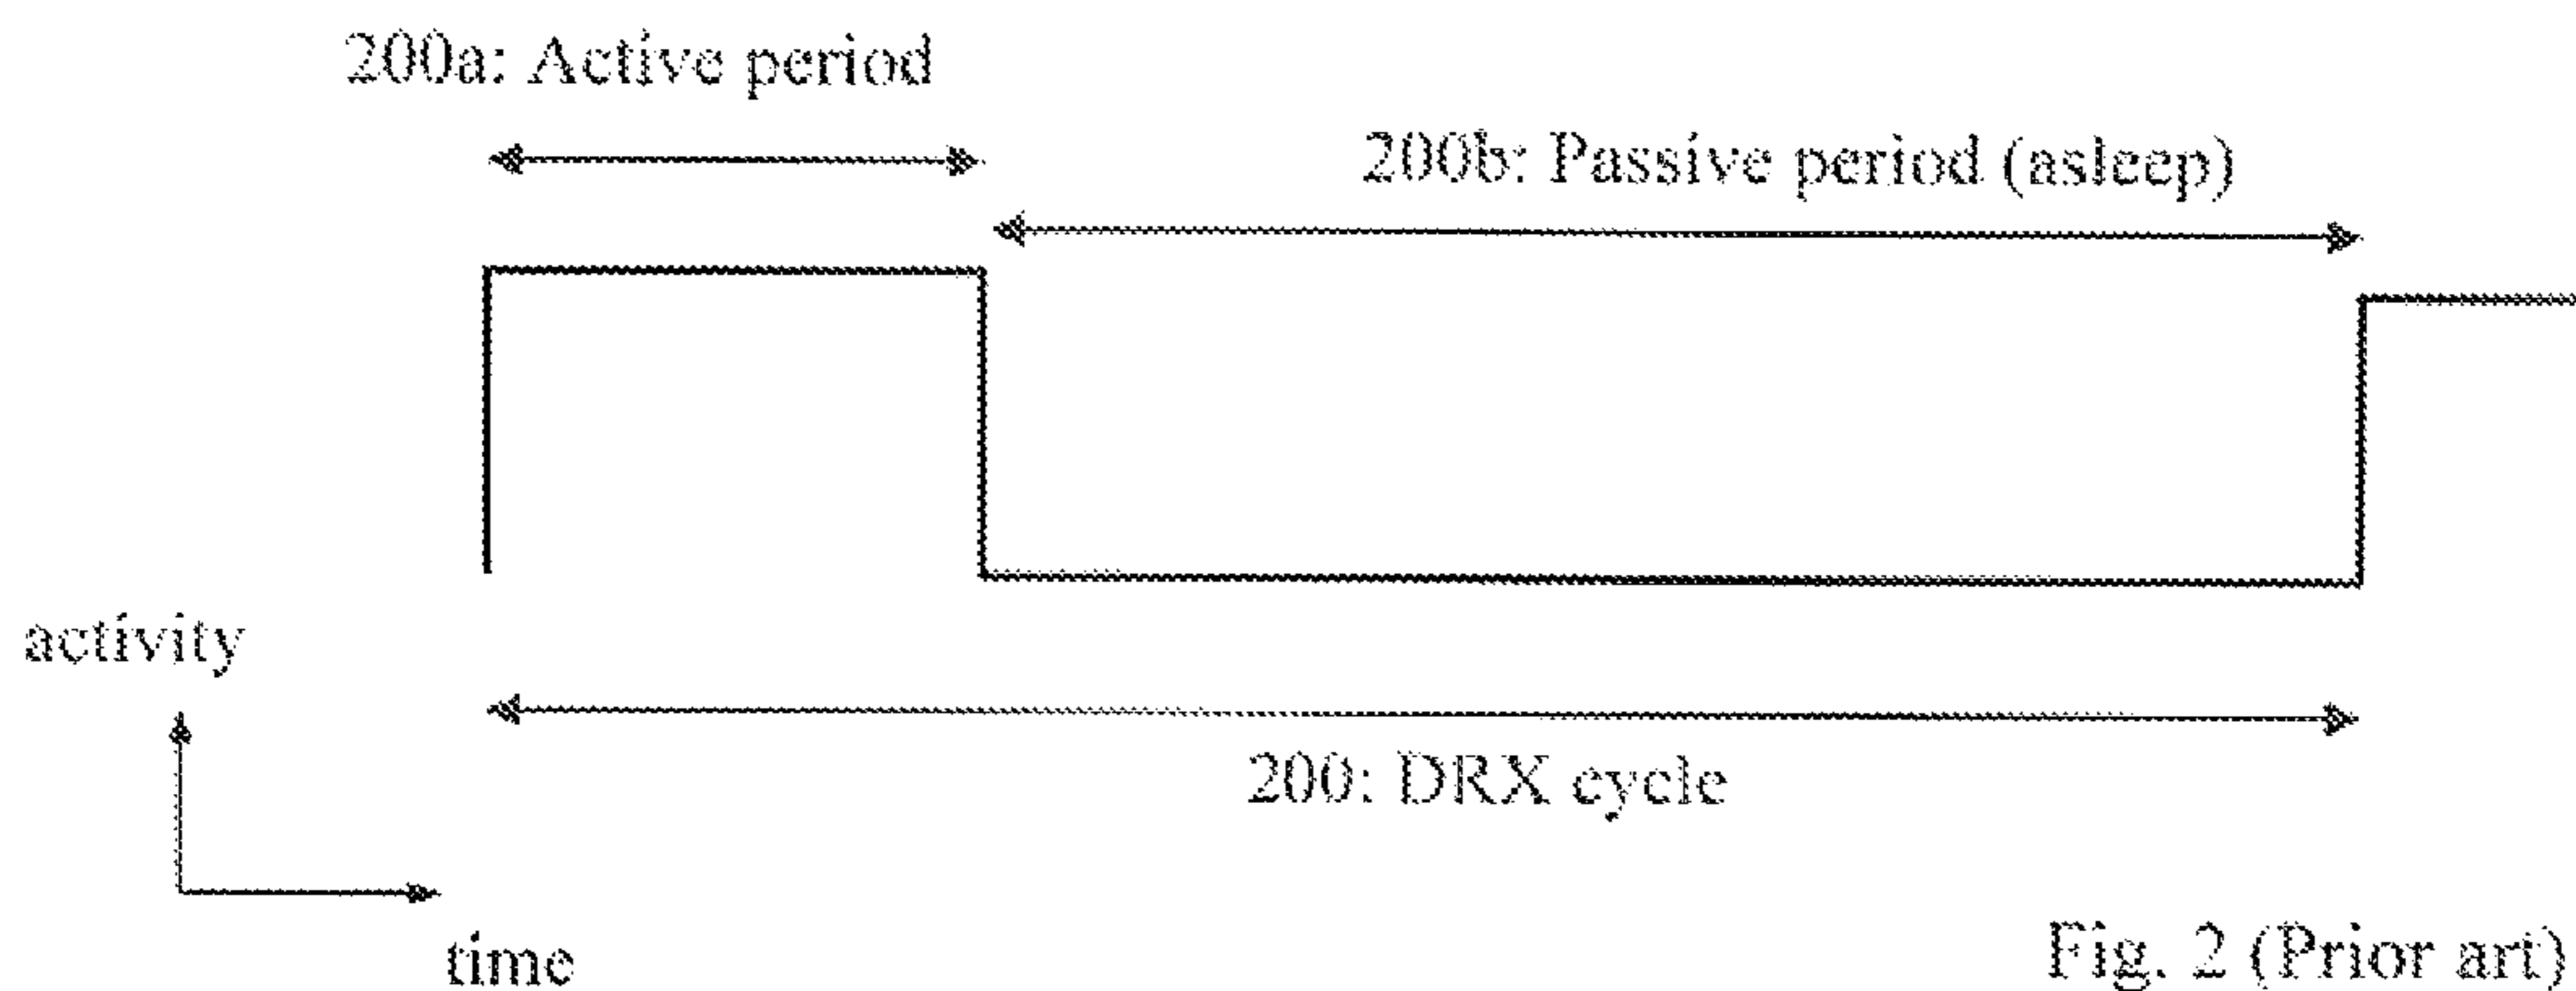 200a: Active period
200b: Passive period (asleep)
activity
200: DRX cycle
time
Fig. 2 (Prior art)